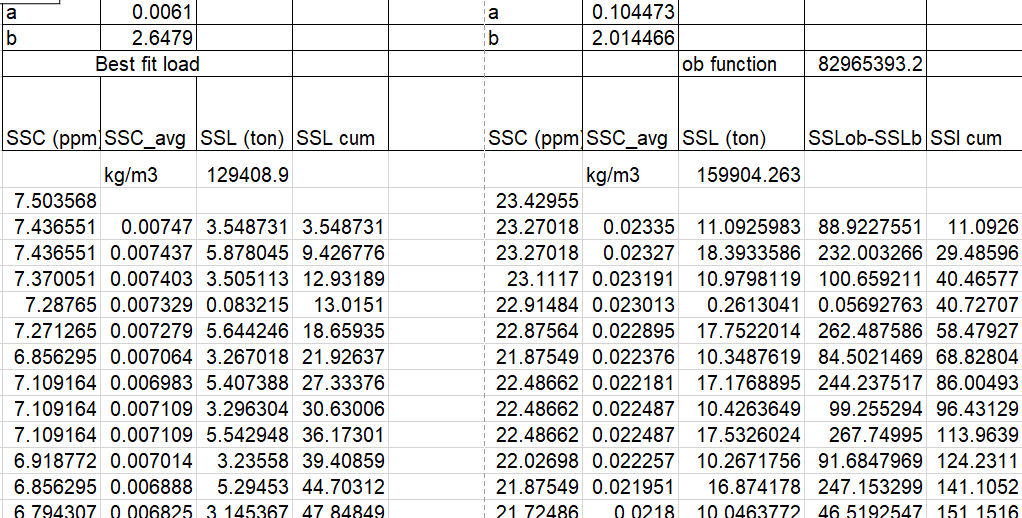 a 0.0061 a 0.104473
b 2.6479 b 2.014466
Best fit load ob function 82965393.2
SSC (ppm) SSC_avg SSL (ton) SSL cum SSC (ppm) SSC_avg SSL (ton) SSLob-SSLb SSl cum
kg/m3 129408.9 kg/m3 159904.263
7.503568 23.42955
7.436551 0.00747 3.548731 3.548731 23.27018 0.02335 11.0925983 88.9227551 11.0926
7.436551 0.007437 5.878045 9.426776 23.27018 0.02327 18.3933586 232.003266 29.48596
7.370051 0.007403 3.505113 12.93189 23.1117 0.023191 10.9798119 100.659211 40.46577
7.28765 0.007329 0.083215 13.0151 22.91484 0.023013 0.2613041 0.05692763 40.72707
7.271265 0.007279 5.644246 18.65935 22.87564 0.022895 17.7522014 262.487586 58.47927
6.856295 0.007064 3.267018 21.92637 21.87549 0.022376 10.3487619 84.5021469 68.82804
7.109164 0.006983 5.407388 27.33376 22.48662 0.022181 17.1768895 244.237517 86.00493
7.109164 0.007109 3.296304 30.63006 22.48662 0.022487 10.4263649 99.255294 96.43129
7.109164 0.007109 5.542948 36.17301 22.48662 0.022487 17.5326024 267.74995 113.9639
6.918772 0.007014 3.23558 39.40859 22.02698 0.022257 10.2671756 91.6847969 124.2311
6.856295 0.006888 5.29453 44.70312 21.87549 0.021951 16.874178 247.153299 141.1052
6.794307 0.006825 3.145367 47.84849 21.72486 0.0218 10.0463772 46.5192547 151.1516